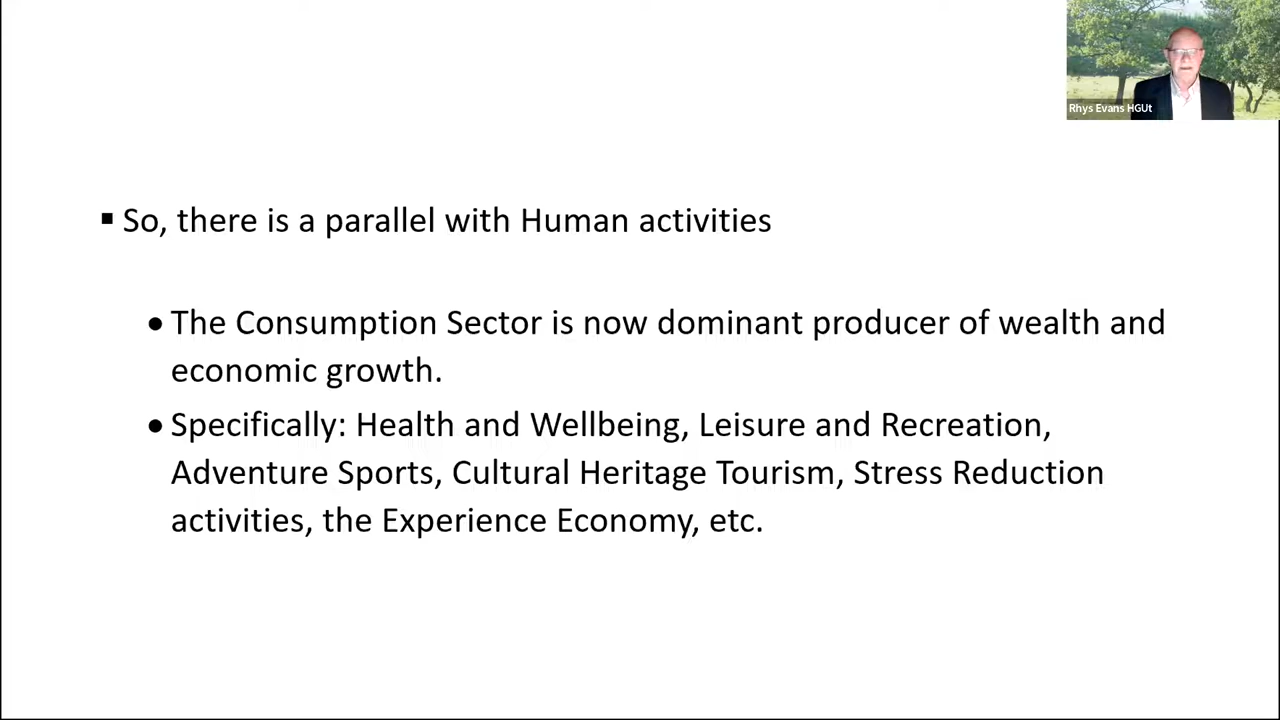 Rhys Evans HGUt
▪ So, there is a parallel with Human activities
• The Consumption Sector is now dominant producer of wealth and
economic growth.
• Specifically: Health and Wellbeing, Leisure and Recreation,
Adventure Sports, Cultural Heritage Tourism, Stress Reduction
activities, the Experience Economy, etc.